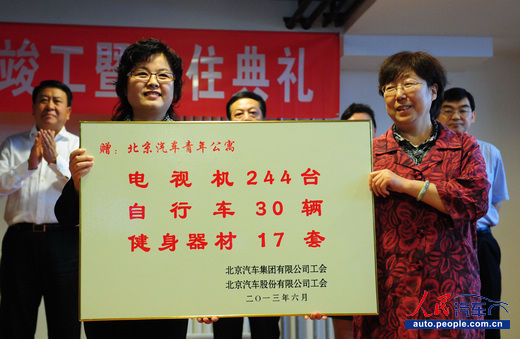 竣工暨 住典礼
赠：北京汽车青年公寓
电视机244台
自行车30辆
健身器材17套
北京汽车集团有限公司工会
北京汽车股份有限公司工会
二〇一三年六月
人民汽车
auto.people.com.cn